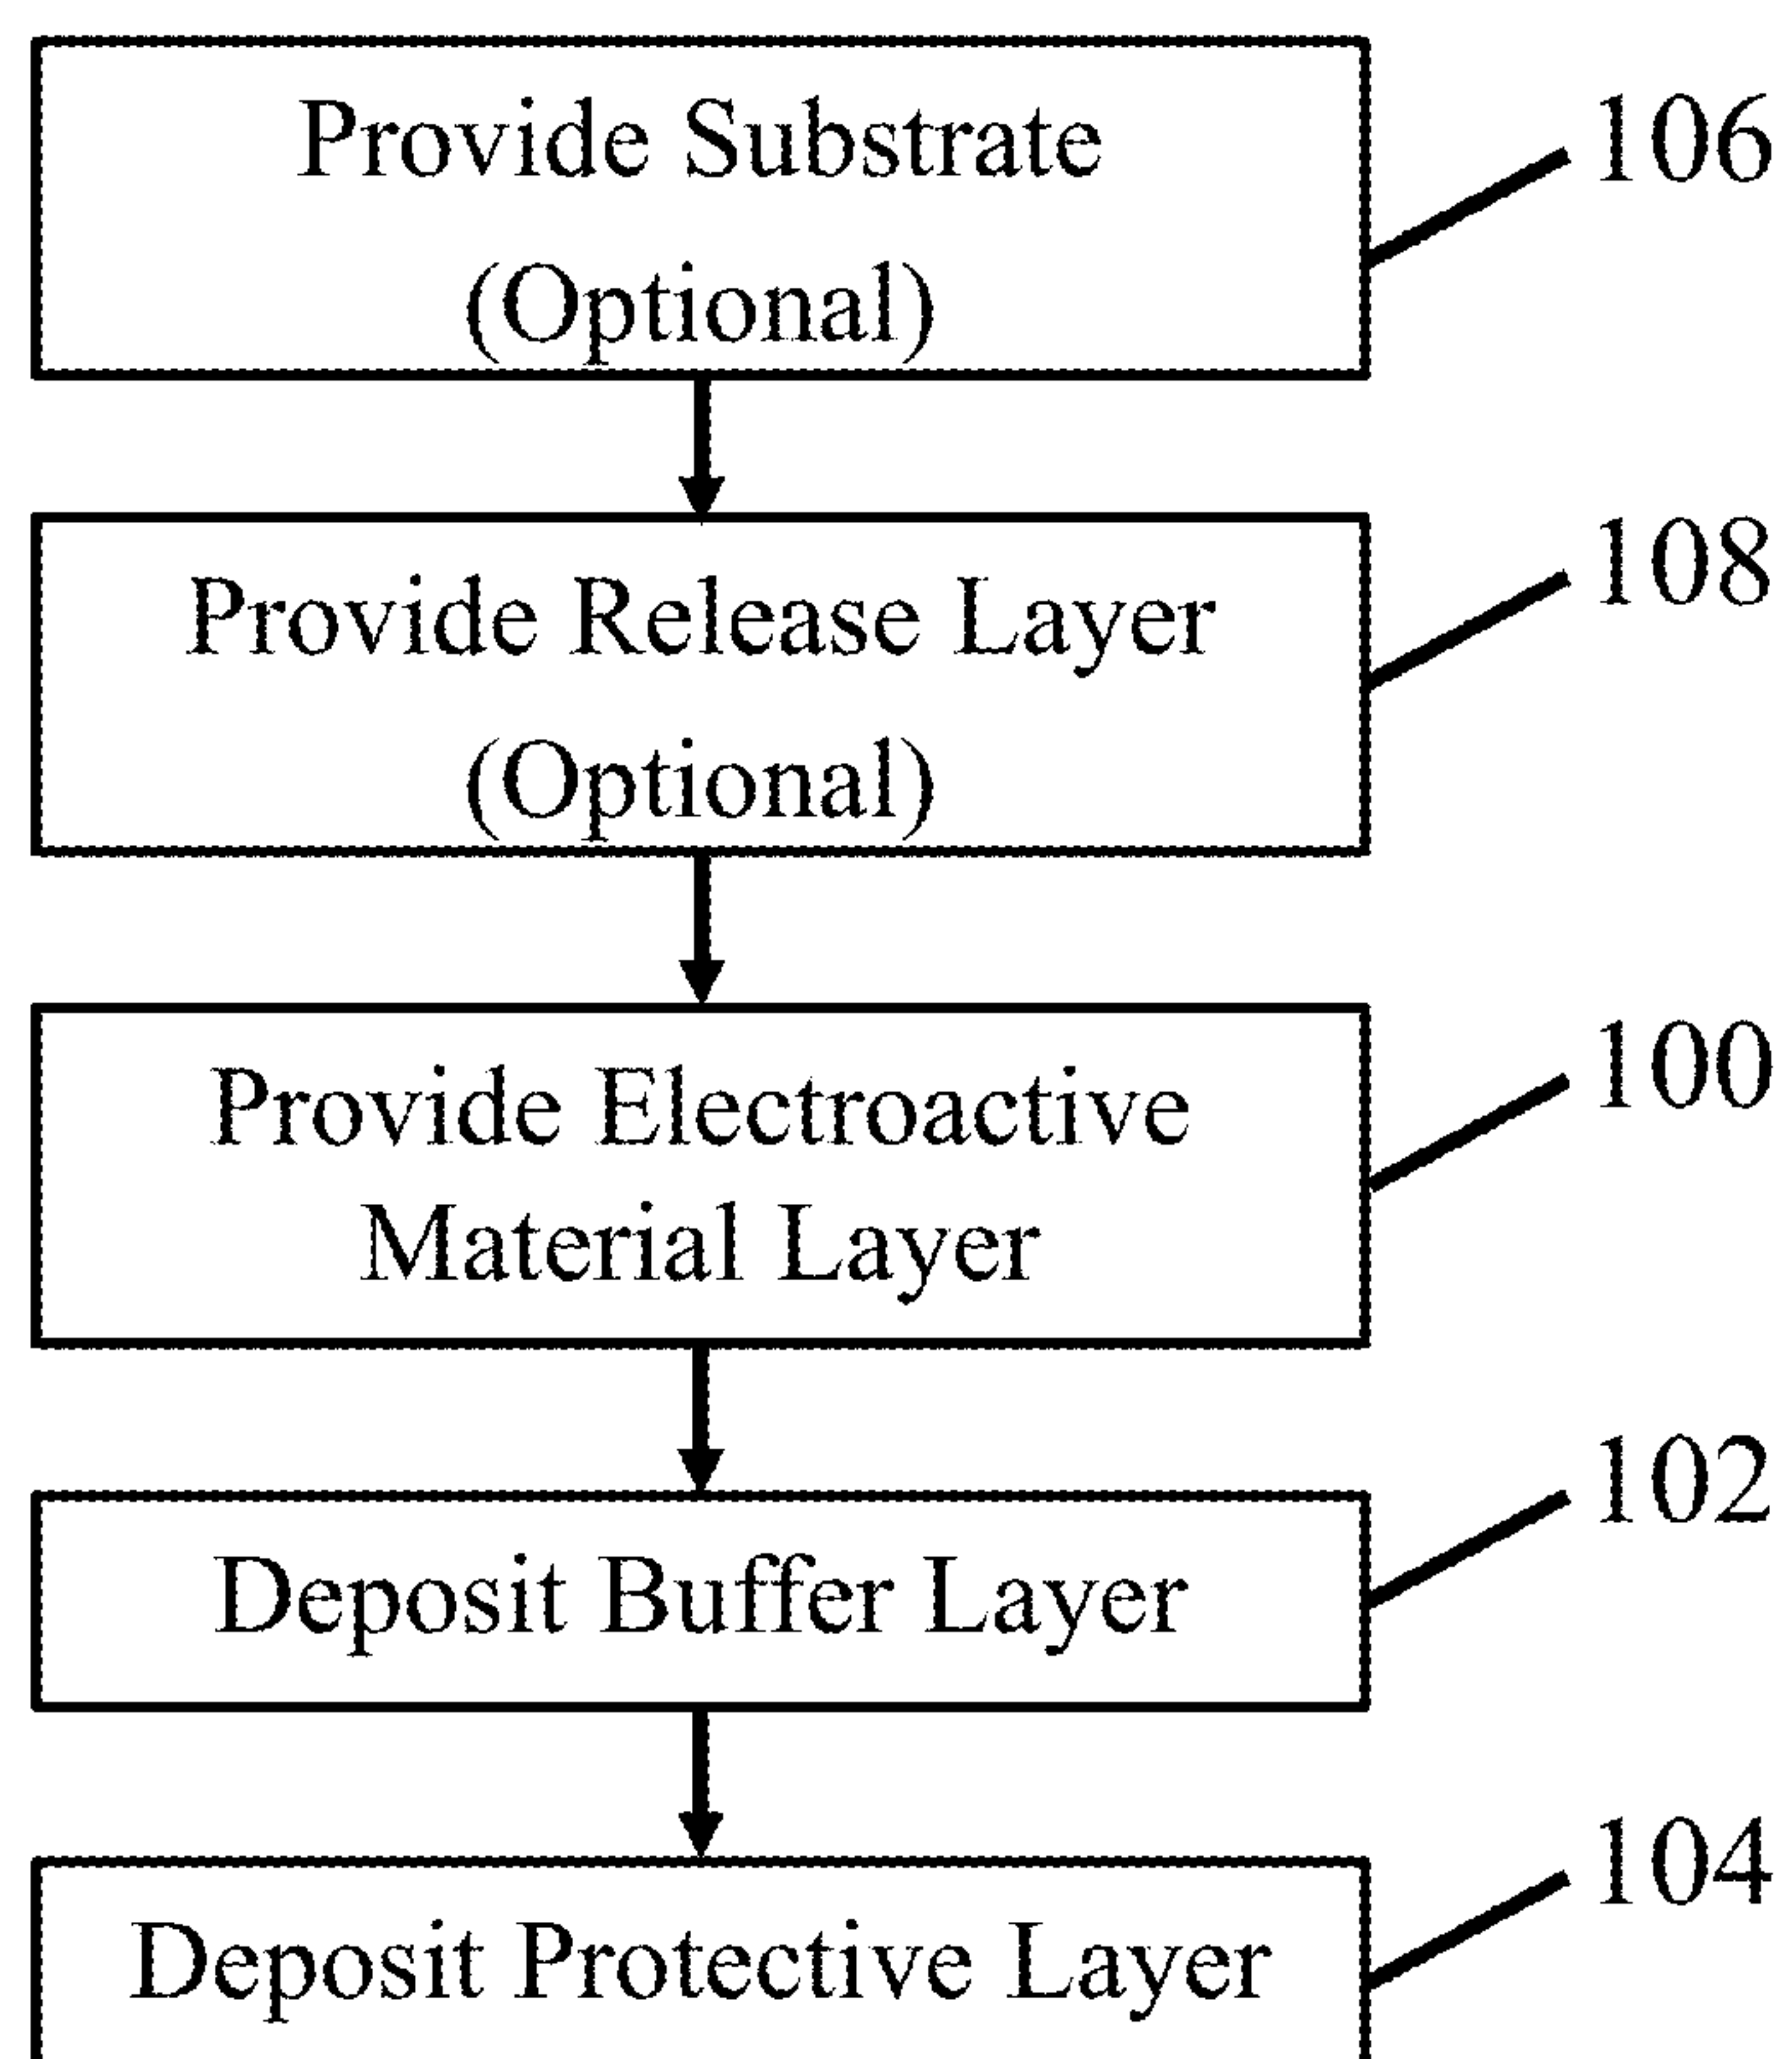 Provide Substrate
(Optional)
106
Provide Release Layer
(Optional)
108
Provide Electroactive
Material Layer
100
Deposit Buffer Layer
102
Deposit Protective Layer
104